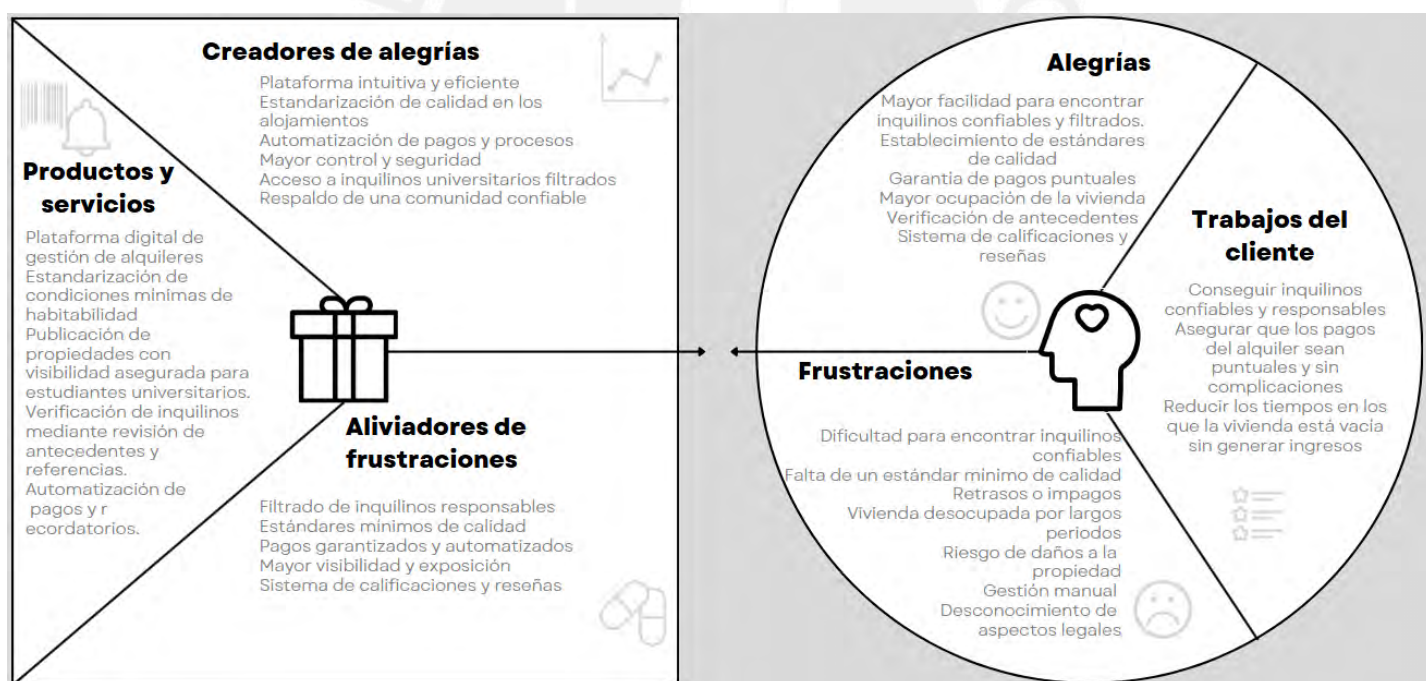 Creadores de alegrías
Plataforma intuitiva y eficiente
Estandarización de calidad en los
alojamientos
Automatización de pagos y procesos
Mayor control y seguridad
Acceso a inquilinos universitarios filtrados
Respaldo de una comunidad confiable
Productos y
servicios
Plataforma digital de
gestión de alquileres
Estandarización de
condiciones mínimas de
habitabilidad
Publicación de
propiedades con
visibilidad asegurada para
estudiantes universitarios.
Verificación de inquilinos
mediante revisión de
antecedentes y
referencias.
Automatización de
pagos y r
ecordatorios.
Aliviadores de
frustraciones
Filtrado de inquilinos responsables
Estándares mínimos de calidad
Pagos garantizados y automatizados
Mayor visibilidad y exposición
Sistema de calificaciones y reseñas
Alegrías
Mayor facilidad para encontrar
inquilinos confiables y filtrados.
Establecimiento de estándares
de calidad
Garantía de pagos puntuales
Mayor ocupación de la vivienda
Verificación de antecedentes
Sistema de calificaciones y
reseñas
Trabajos del
cliente
Conseguir inquilinos
confiables y responsables
Asegurar que los pagos
del alquiler sean
puntuales y sin
complicaciones
Reducir los tiempos en los
que la vivienda está vacía
sin generar ingresos
Frustraciones
Dificultad para encontrar inquilinos
confiables
Falta de un estándar mínimo de calidad
Retrasos o impagos
Vivienda desocupada por largos
periodos
Riesgo de daños a la
propiedad
Gestión manual
Desconocimiento de
aspectos legales